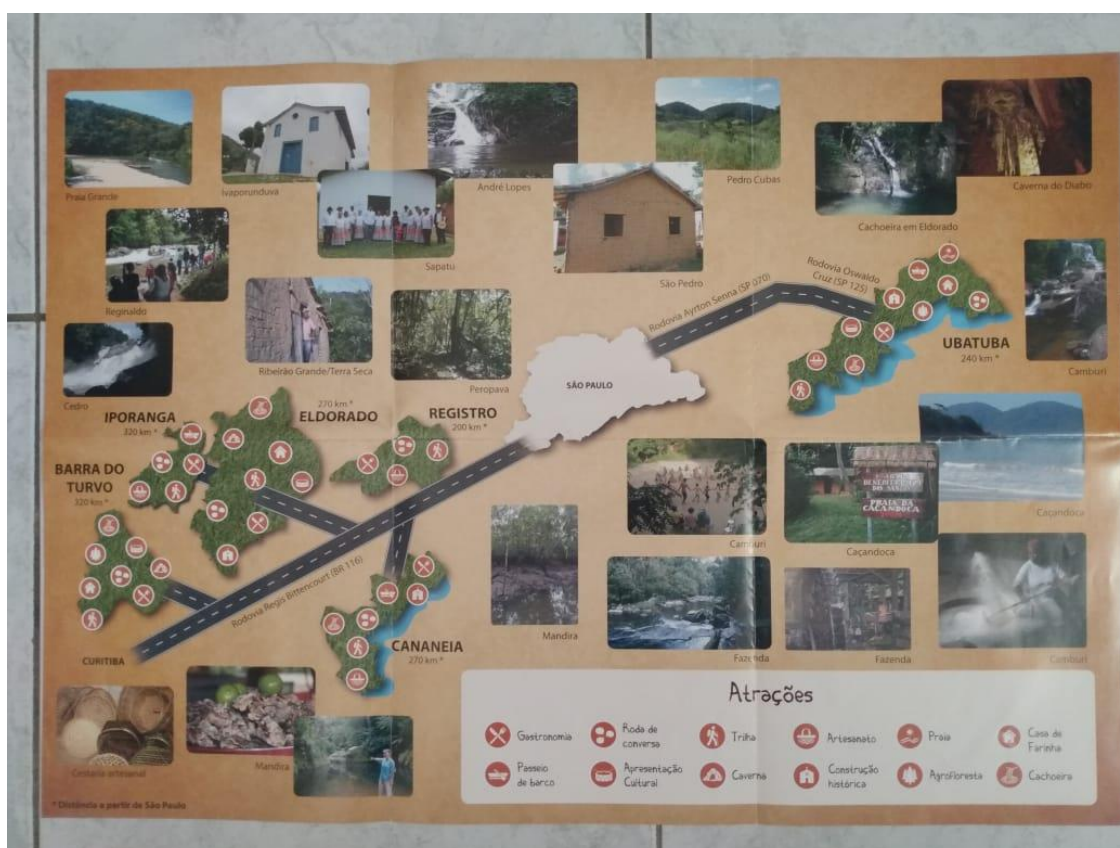 Praia Grande
Ivaporunduva
André Lopes
Pedro Cubas
Caverna do Diabo
Cachoeira em Eldorado
Sapatu
São Pedro
Reginaldo
Ribeirão Grande/Terra Seca
Peropava
Cedro
Rodovia Ayrton Senna (SP 070)
Rodovia Oswaldo
Cruz (SP 125)
UBATUBA
240 km *
Camburi
SÃO PAULO
IPORANGA
320 km *
270 km *
ELDORADO
REGISTRO
200 km *
BARRA DO
TURVO
320 km *
Rodovia Regis Bittencourt (BR 116)
CURITIBA
CANANEIA
270 km *
Mandira
Camburi
PRAIA DA
CAÇANDOCA
Caçandoca
Caçandoca
Fazenda
Fazenda
Camburi
Cestaria artesanal
Mandira
* Distância a partir de São Paulo
Atrações
Gastronomia
Roda de
conversa
Trilha
Artesanato
Praia
Casa de
Farinha
Passeio
de barco
Apresentação
Cultural
Caverna
Construção
histórica
Agrofloresta
Cachoeira